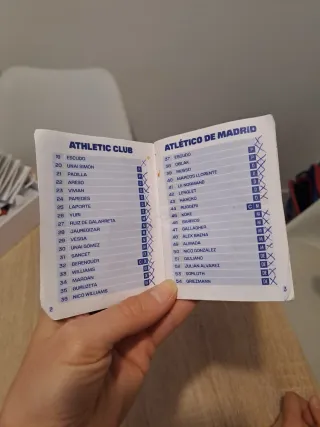 ATHLETIC CLUB
19 ESCUDO
20 UNAI SIMÓN
21 PADILLA
22 ARESO
23 VIVIAN
24 PAREDES
25 LAPORTE
26 YURI
27 RUIZ DE GALARRETA
28 JAUREGIZAR
29 VESGA
30 UNAI GÓMEZ
31 SANCET
32 BERENGUER
33 WILLIAMS
34 MAROAN
35 GURUZETA
36 NICO WILLIAMS
2
ATLÉTICO DE MADRID
37 ESCUDO
38 OBLAK
39 MUSSO
40 MARCOS LLORENTE
41 LE NORMAND
42 LENGLET
43 HANCKO
44 RUGGERI
45 KOKE
46 BARRIOS
47 GALLAGHER
48 ÁLEX BAENA
49 ALMADA
50 NICO GONZÁLEZ
51 GIULIANO
52 JULIÁN ALVAREZ
53 SORLOTH
54 GRIEZMANN
3